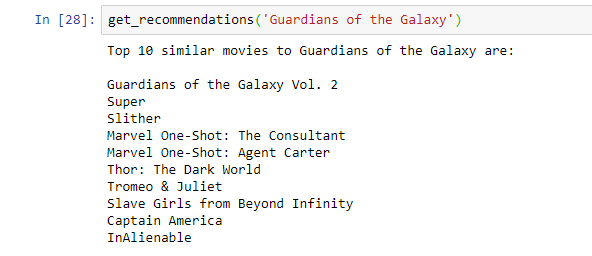 In [28]: get_recommendations('Guardians of the Galaxy')
Top 10 similar movies to Guardians of the Galaxy are:
Guardians of the Galaxy Vol. 2
Super
Slither
Marvel One-Shot: The Consultant
Marvel One-Shot: Agent Carter
Thor: The Dark World
Tromeo & Juliet
Slave Girls from Beyond Infinity
Captain America
InAlienable